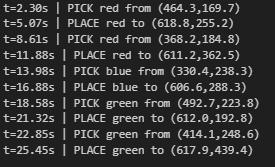 t=2.30s | PICK red from (464.3,169.7)
t=5.07s | PLACE red to (618.8,255.2)
t=8.61s | PICK red from (368.2,184.8)
t=11.88s | PLACE red to (611.2,362.5)
t=13.98s | PICK blue from (330.4,238.3)
t=16.88s | PLACE blue to (606.6,288.3)
t=18.58s | PICK green from (492.7,223.8)
t=21.32s | PLACE green to (612.0,192.8)
t=22.85s | PICK green from (414.1,248.6)
t=25.45s | PLACE green to (617.9,439.4)